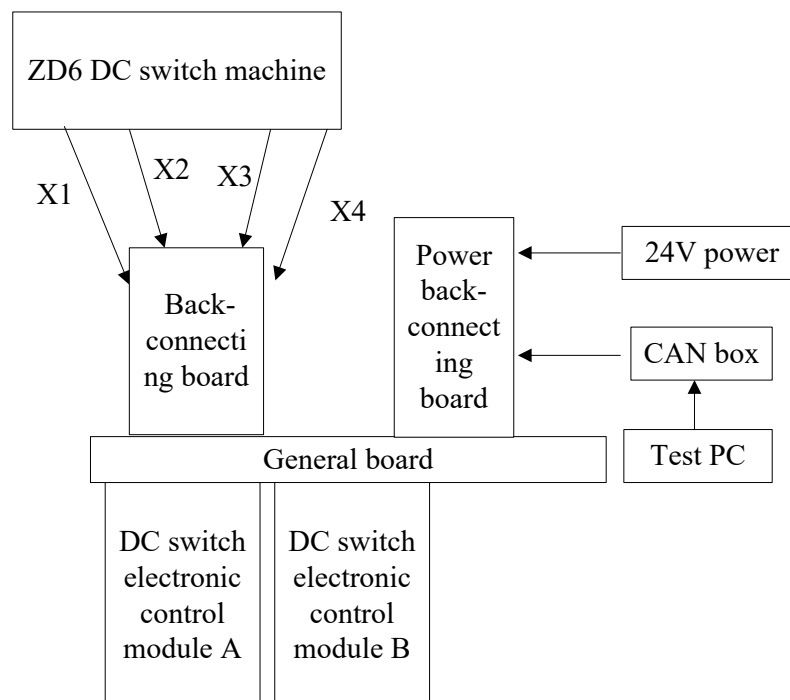 ZD6 DC switch machine
X1
X2
X3
X4
Back-
connecti
ng board
Power
back-
connect
ing
board
24V power
CAN box
Test PC
General board
DC switch
electronic
control
module A
DC switch
electronic
control
module B